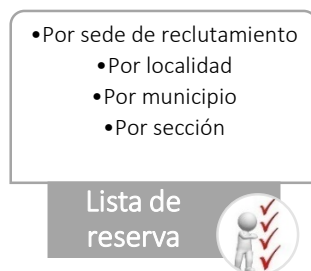 •Por sede de reclutamiento
•Por localidad
•Por municipio
•Por sección
Lista de
reserva